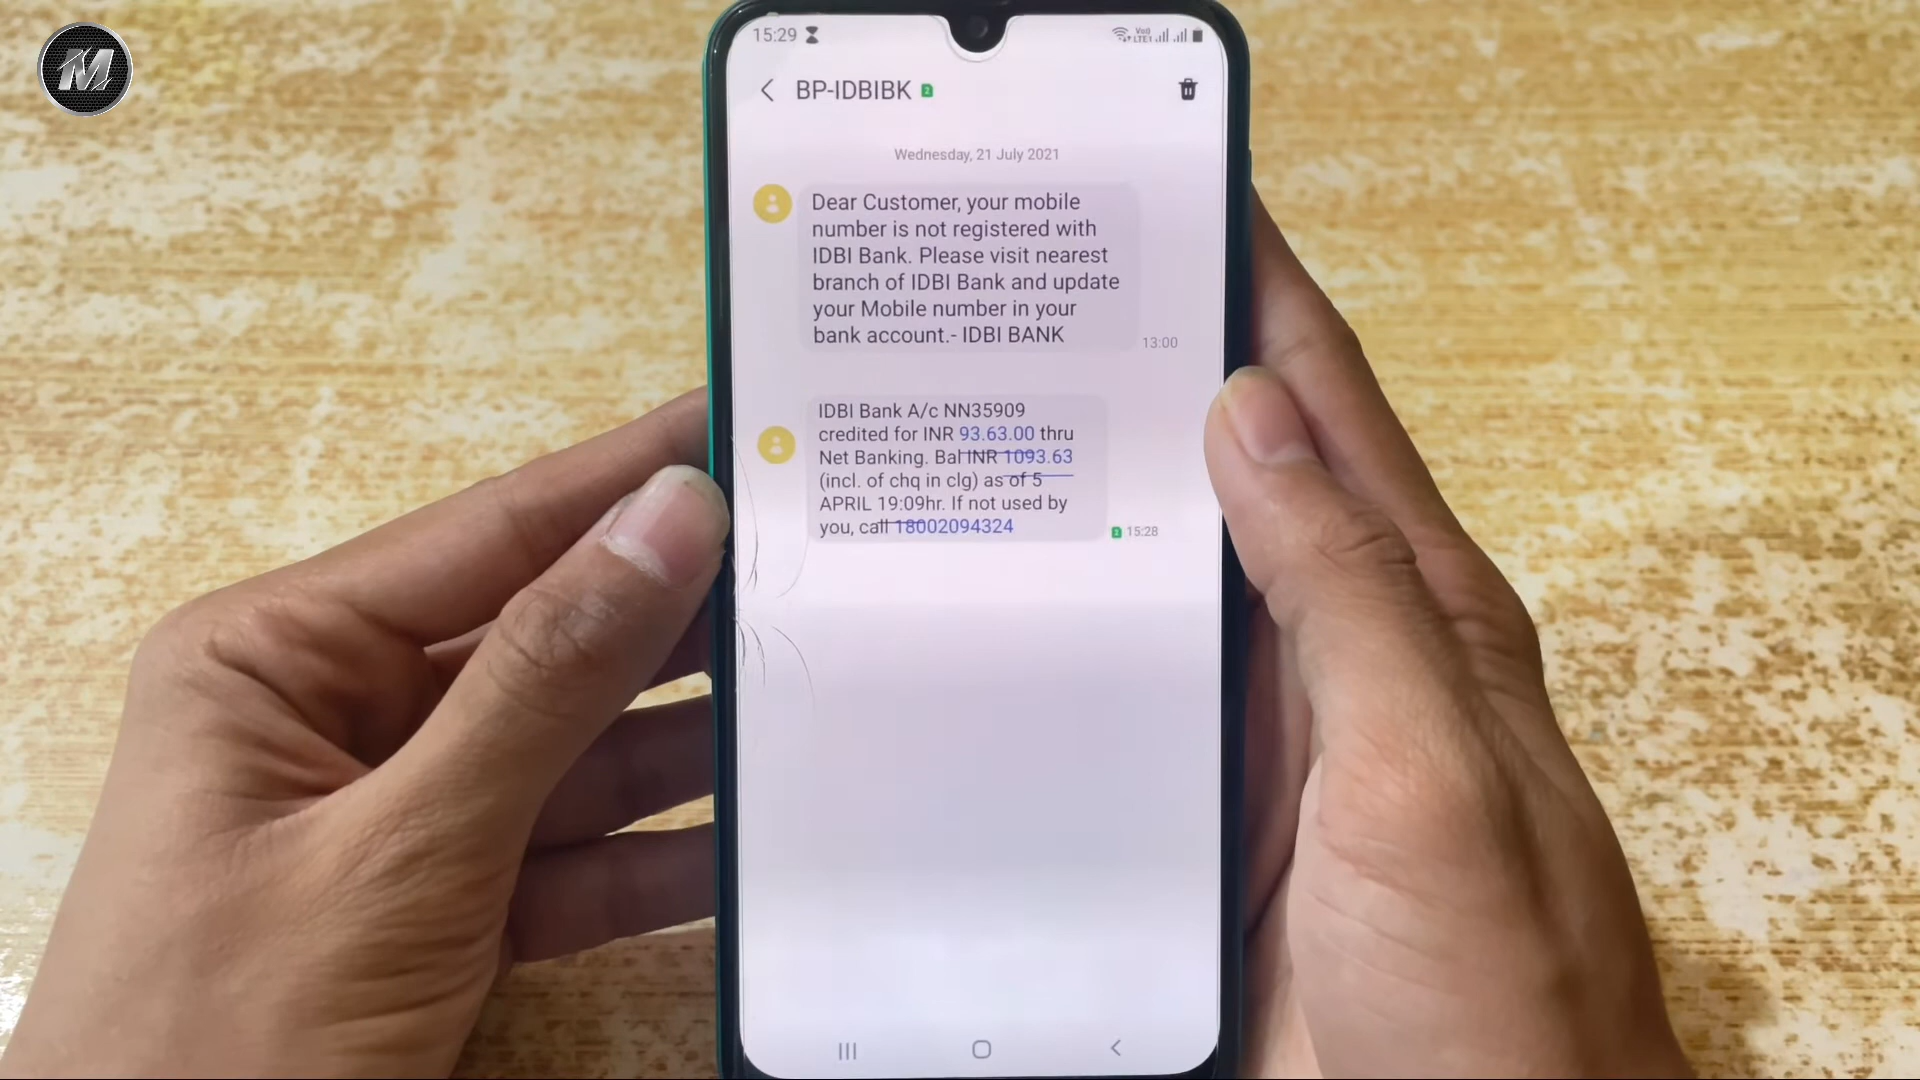 M
15:29
Vo)) LTE1
BP-IDBIBK 2
Wednesday, 21 July 2021
Dear Customer, your mobile
number is not registered with
IDBI Bank. Please visit nearest
branch of IDBI Bank and update
your Mobile number in your
bank account.- IDBI BANK
13:00
IDBI Bank A/c NN35909
credited for INR 93.63.00 thru
Net Banking. Bal INR 1093.63
(incl. of chq in clg) as of 5
APRIL 19:09hr. If not used by
you, call 18002094324
15:28